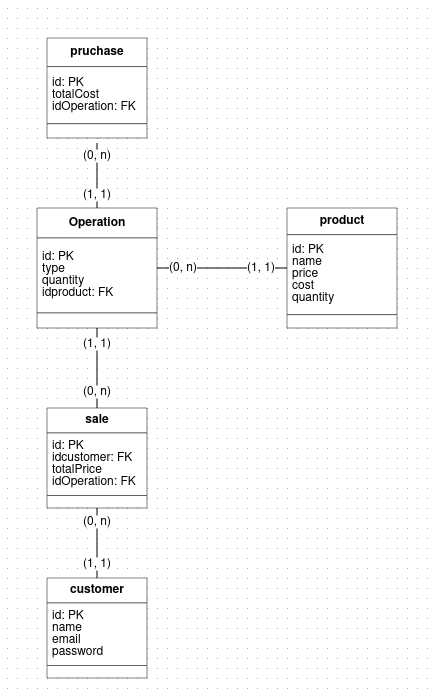 pruchase
id: PK
totalCost
idOperation: FK
(0, n)
(1, 1)
Operation
id: PK
type
quantity
idproduct: FK
(0, n)
(1, 1)
product
id: PK
name
price
cost
quantity
(1, 1)
(0, n)
sale
id: PK
idcustomer: FK
totalPrice
idOperation: FK
(0, n)
(1, 1)
customer
id: PK
name
email
password